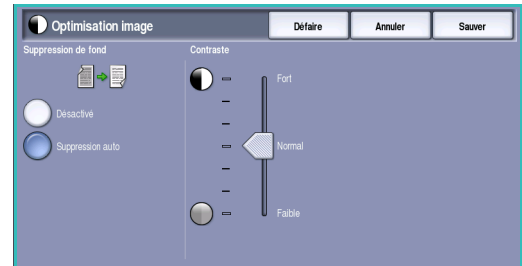 Optimisation image
Défaire
Annuler
Sauver
Suppression de fond
Contraste
Désactivé
Suppression auto
Fort
Normal
Faible